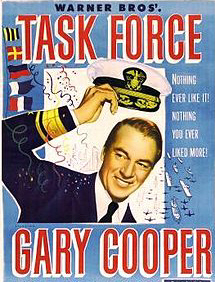 WARNER BROS'.
TASK FORCE
NOTHING
EVER LIKE IT!
NOTHING
YOU EVER
LIKED MORE!
GARY COOPER